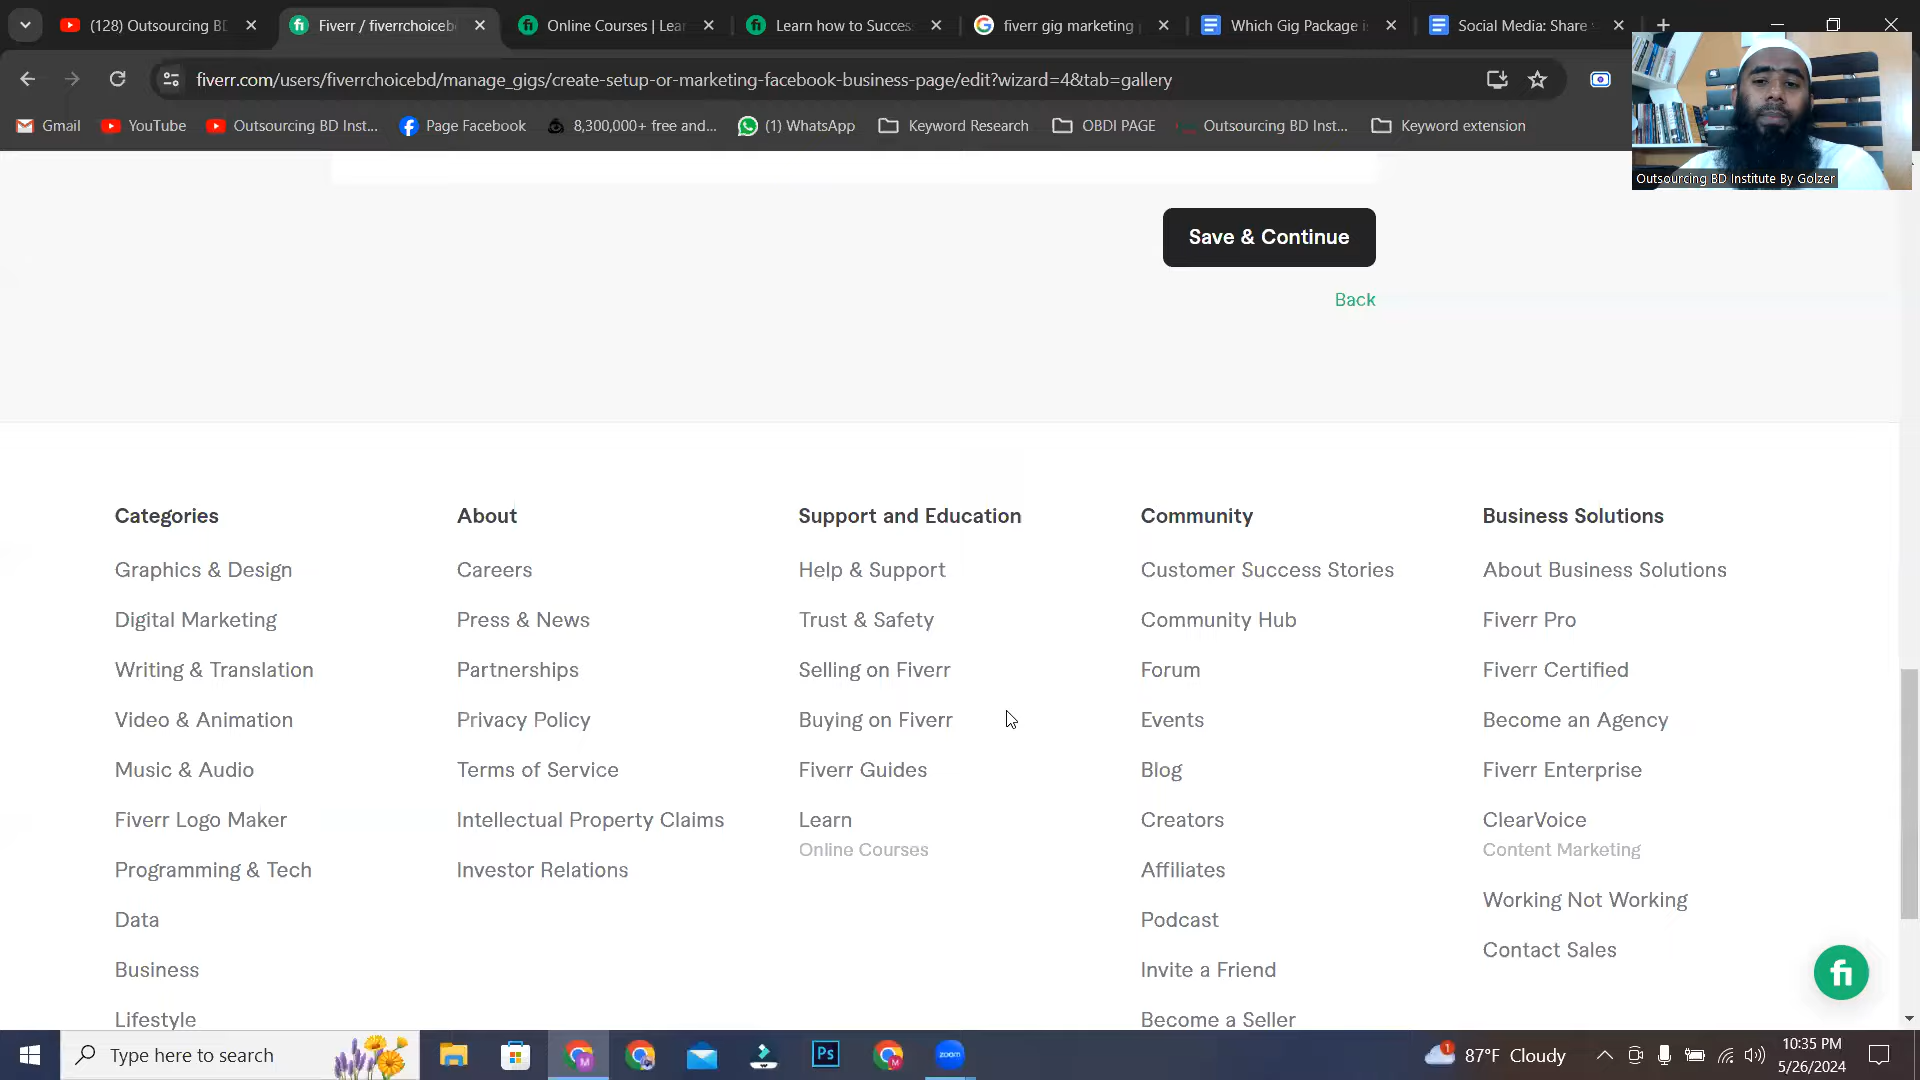 (128) Outsourcing BD
Fiverr / fiverrchoicebd
Online Courses | Lear
Learn how to Success
fiverr gig marketing
Which Gig Package is
Social Media: Share
fiverr.com/users/fiverrchoicebd/manage_gigs/create-setup-or-marketing-facebook-business-page/edit?wizard=4&tab=gallery
Gmail
YouTube
Outsourcing BD Inst...
Page Facebook
8,300,000+ free and...
(1) WhatsApp
Keyword Research
OBDI PAGE
Outsourcing BD Inst...
Keyword extension
Outsourcing BD Institute By Golzer
Save & Continue
Back
Categories
Graphics & Design
Digital Marketing
Writing & Translation
Video & Animation
Music & Audio
Fiverr Logo Maker
Programming & Tech
Data
Business
Lifestyle
About
Careers
Press & News
Partnerships
Privacy Policy
Terms of Service
Intellectual Property Claims
Investor Relations
Support and Education
Help & Support
Trust & Safety
Selling on Fiverr
Buying on Fiverr
Fiverr Guides
Learn
Online Courses
Community
Customer Success Stories
Community Hub
Forum
Events
Blog
Creators
Affiliates
Podcast
Invite a Friend
Become a Seller
Business Solutions
About Business Solutions
Fiverr Pro
Fiverr Certified
Become an Agency
Fiverr Enterprise
ClearVoice
Content Marketing
Working Not Working
Contact Sales
fi
Type here to search
Ps
zoom
1
87°F Cloudy
10:35 PM
5/26/2024